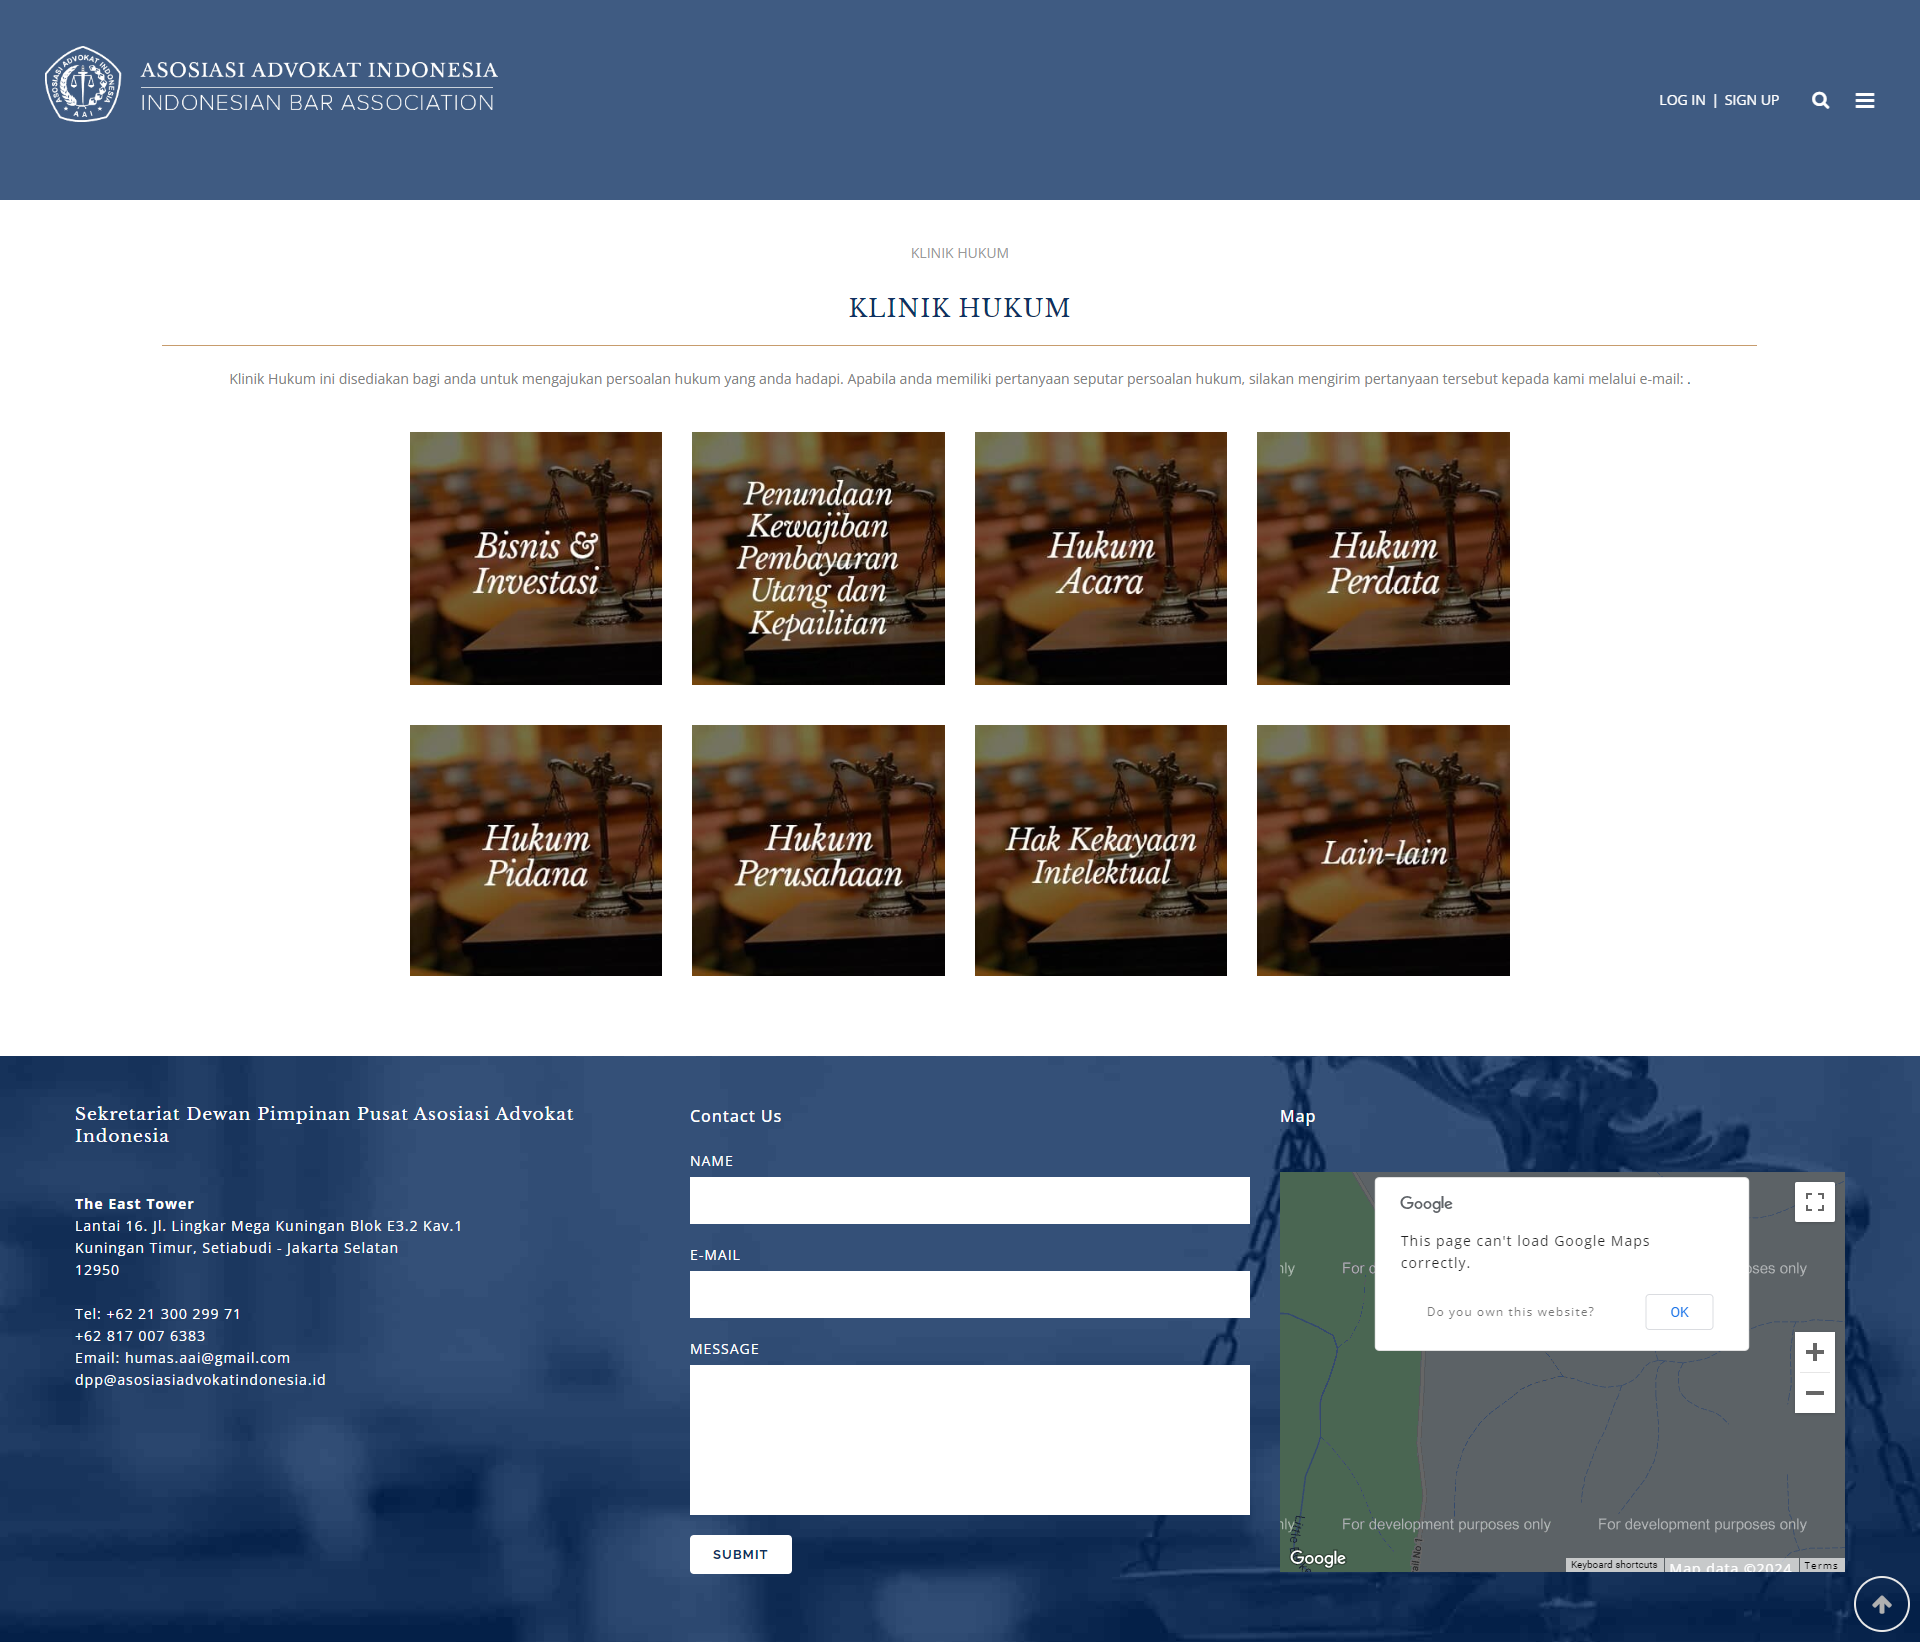 ASOSIASI ADVOKAT INDONESIA
AAI
ASOSIASI ADVOKAT INDONESIA
INDONESIAN BAR ASSOCIATION
LOG IN | SIGN UP
KLINIK HUKUM
KLINIK HUKUM
Klinik Hukum ini disediakan bagi anda untuk mengajukan persoalan hukum yang anda hadapi. Apabila anda memiliki pertanyaan seputar persoalan hukum, silakan mengirim pertanyaan tersebut kepada kami melalui e-mail: .
Bisnis &
Investasi
Penundaan
Kewajiban
Pembayaran
Utang dan
Kepailitan
Hukum
Acara
Hukum
Perdata
Hukum
Pidana
Hukum
Perusahaan
Hak Kekayaan
Intelektual
Lain-lain
Sekretariat Dewan Pimpinan Pusat Asosiasi Advokat
Indonesia
The East Tower
Lantai 16. Jl. Lingkar Mega Kuningan Blok E3.2 Kav.1
Kuningan Timur, Setiabudi - Jakarta Selatan
12950
Tel: +62 21 300 299 71
+62 817 007 6383
Email: humas.aai@gmail.com
dpp@asosiasiadvokatindonesia.id
Contact Us
NAME
E-MAIL
MESSAGE
SUBMIT
Map
Google
This page can't load Google Maps
correctly.
Do you own this website?
OK
For development purposes only
For development purposes only
Google
Keyboard shortcuts
Map data ©2024
Terms